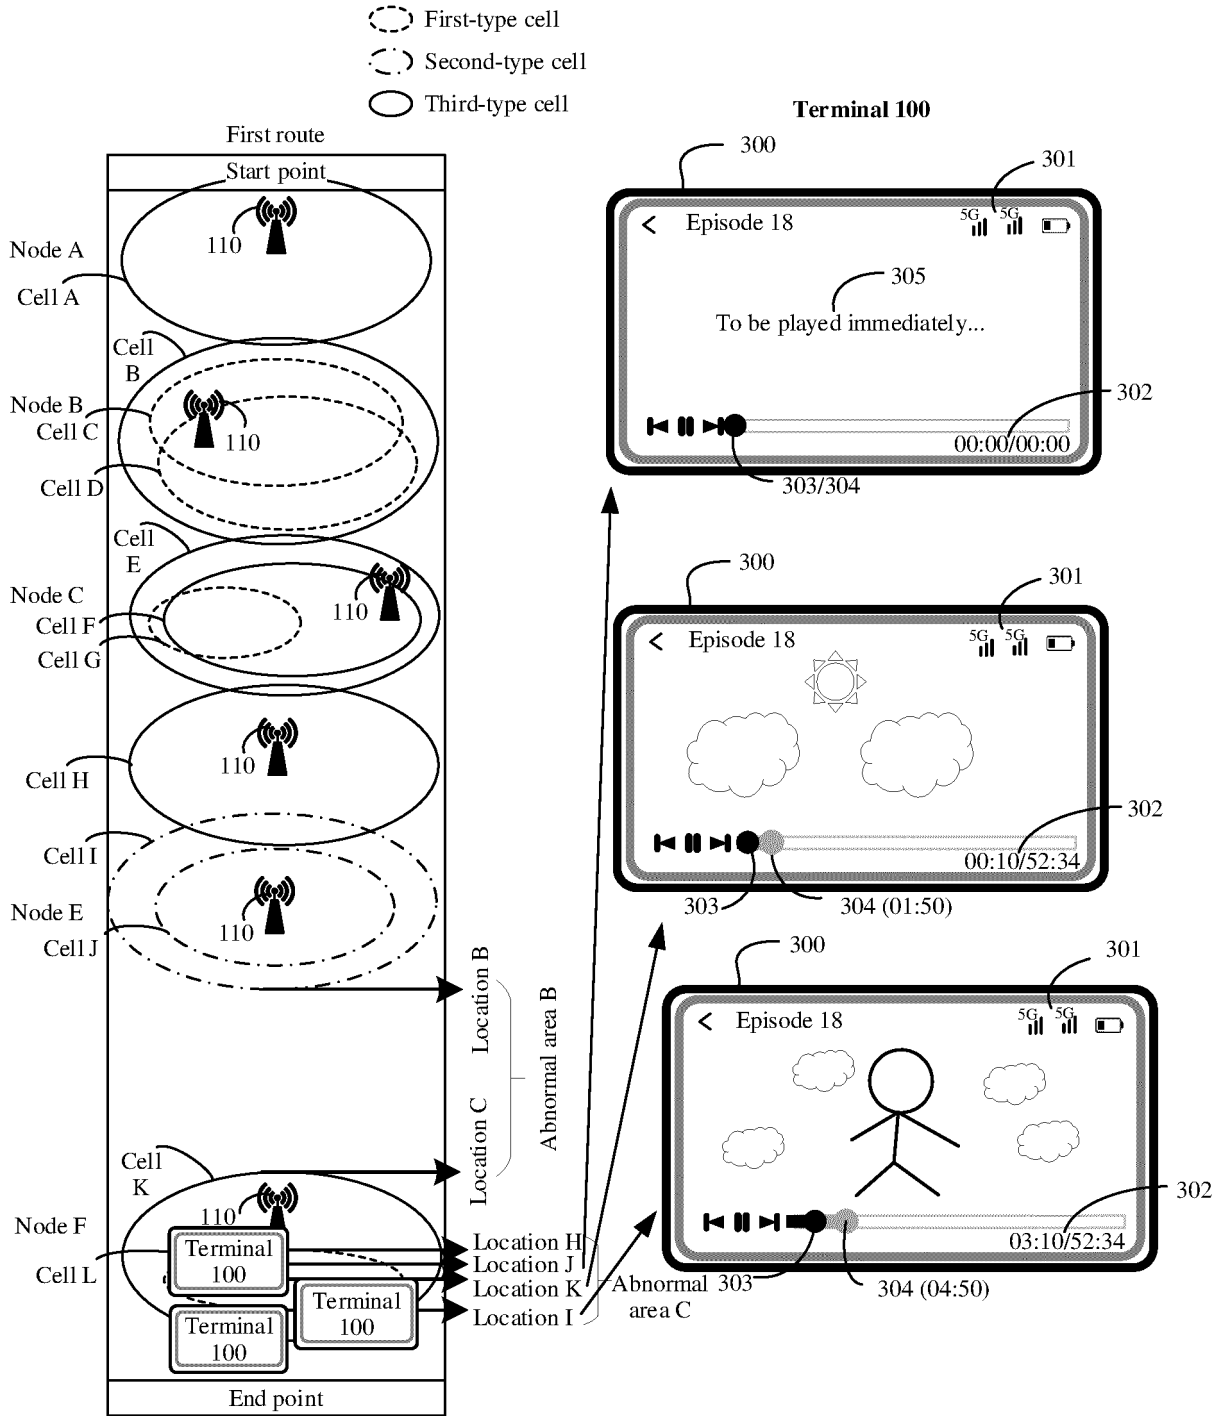 First-type cell
Second-type cell
Third-type cell
First route
Start point
110
Node A
Cell A
Cell
B
Node B
Cell C
110
Cell D
Cell
E
Node C
110
Cell F
Cell G
110
Cell H
Cell I
Node E
110
Cell J
Location B
Abnormal area B
Location C
Cell
K
110
Node F
Cell L
Terminal
100
Terminal
100
Terminal
100
Location H
Location J
Location K
Location I
Abnormal
area C
End point
Terminal 100
300
301
Episode 18
5G
5G
305
To be played immediately...
302
00:00/00:00
303/304
300
301
Episode 18
5G
5G
302
00:10/52:34
303
304 (01:50)
300
301
Episode 18
5G
5G
302
03:10/52:34
303
304 (04:50)